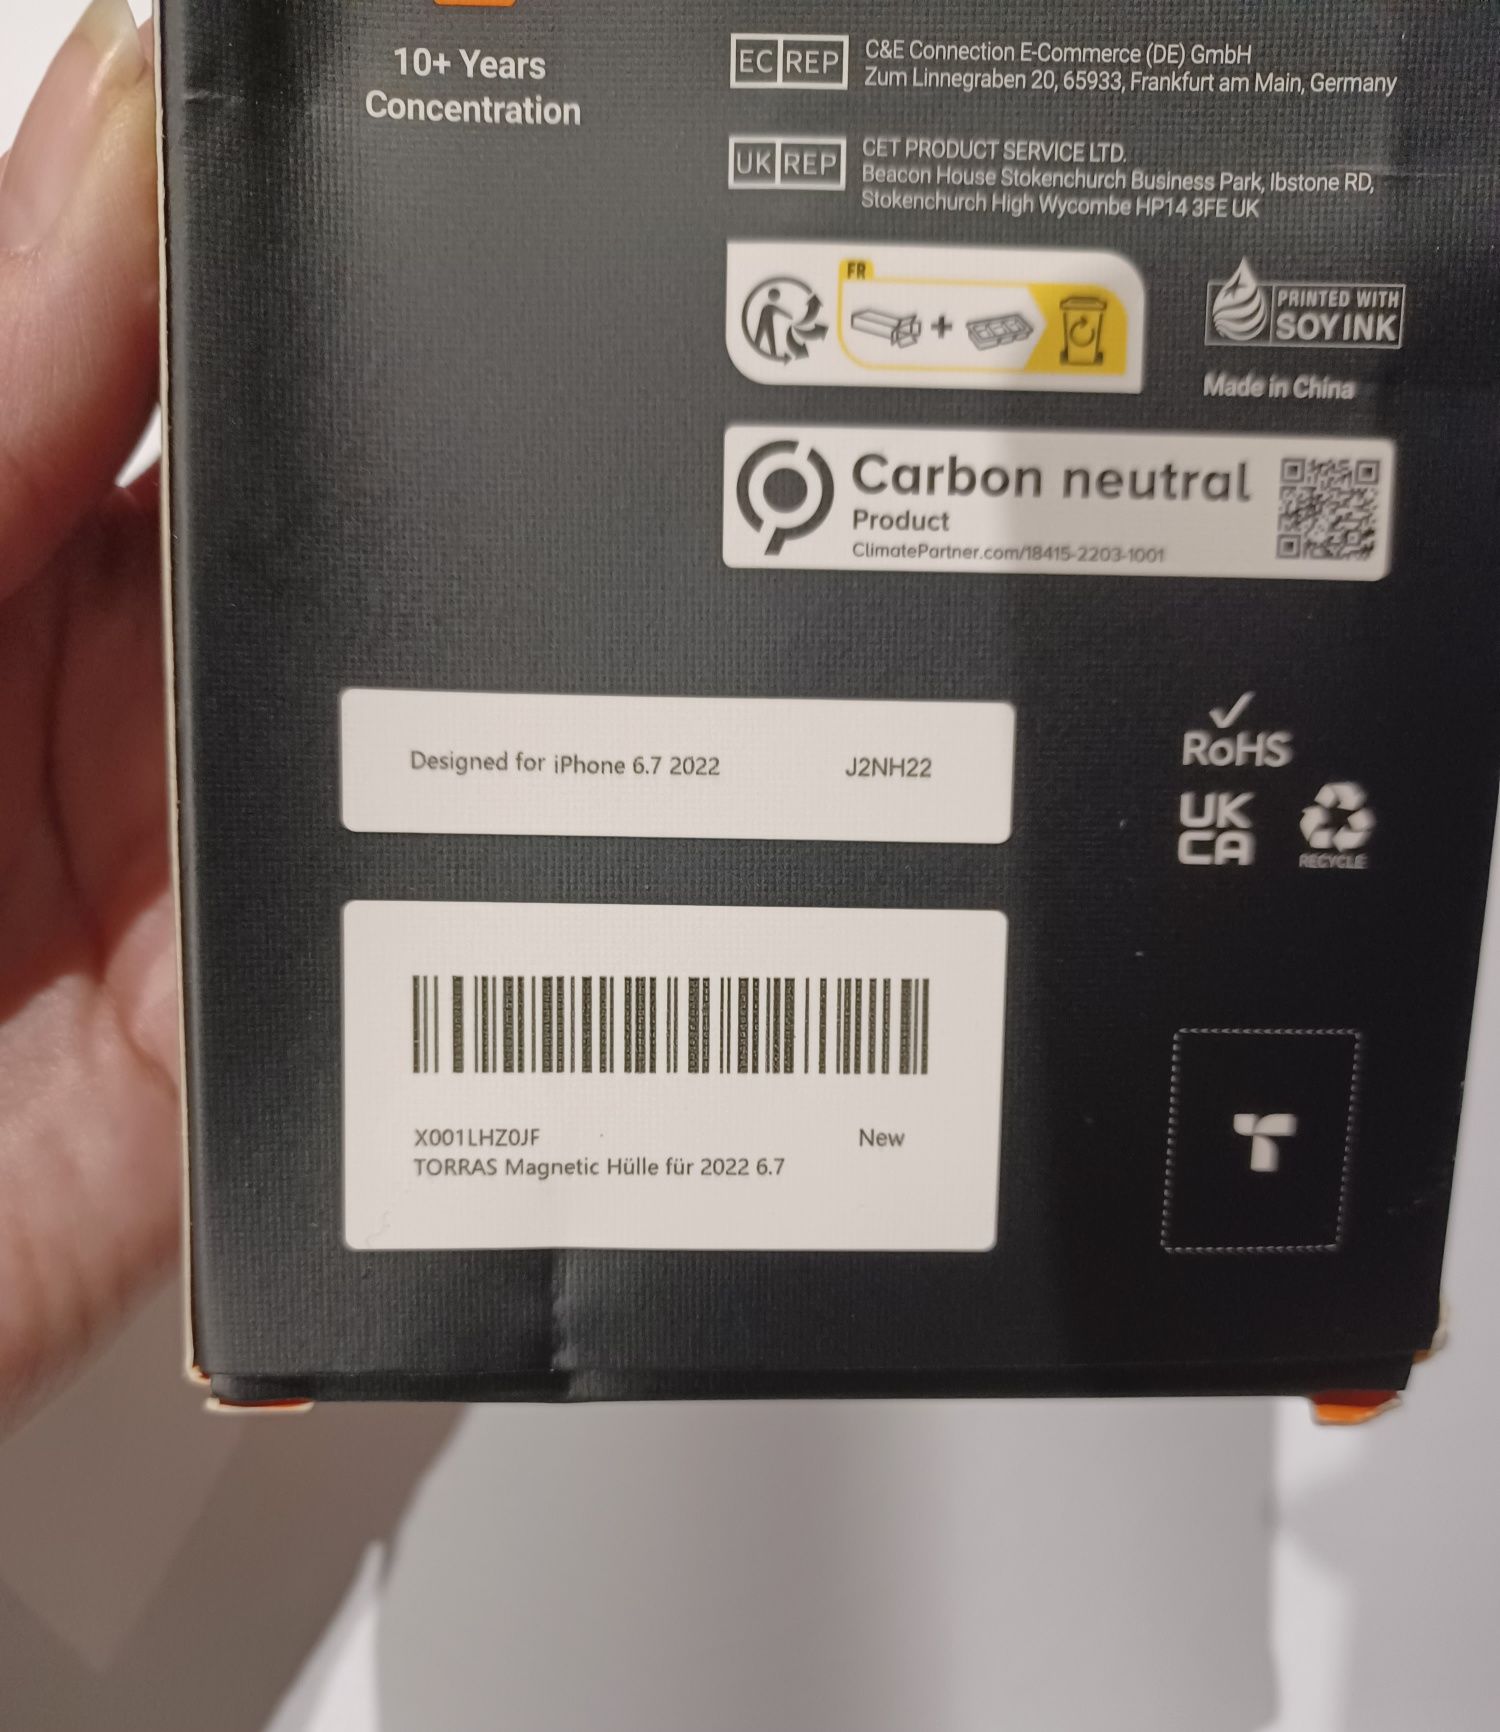 10+ Years
Concentration
EC REP
C&E Connection E-Commerce (DE) GmbH
Zum Linnegraben 20, 65933, Frankfurt am Main, Germany
UK REP
CET PRODUCT SERVICE LTD.
Beacon House Stokenchurch Business Park, Ibstone RD,
Stokenchurch High Wycombe HP14 3FE UK
FR
PRINTED WITH
SOY INK
Made in China
Carbon neutral
Product
ClimatePartner.com/18415-2203-1001
Designed for iPhone 6.7 2022 J2NH22
RoHS
UK
CA
RECYCLE
X001LHZ0JF New
TORRAS Magnetic Hülle für 2022 6.7